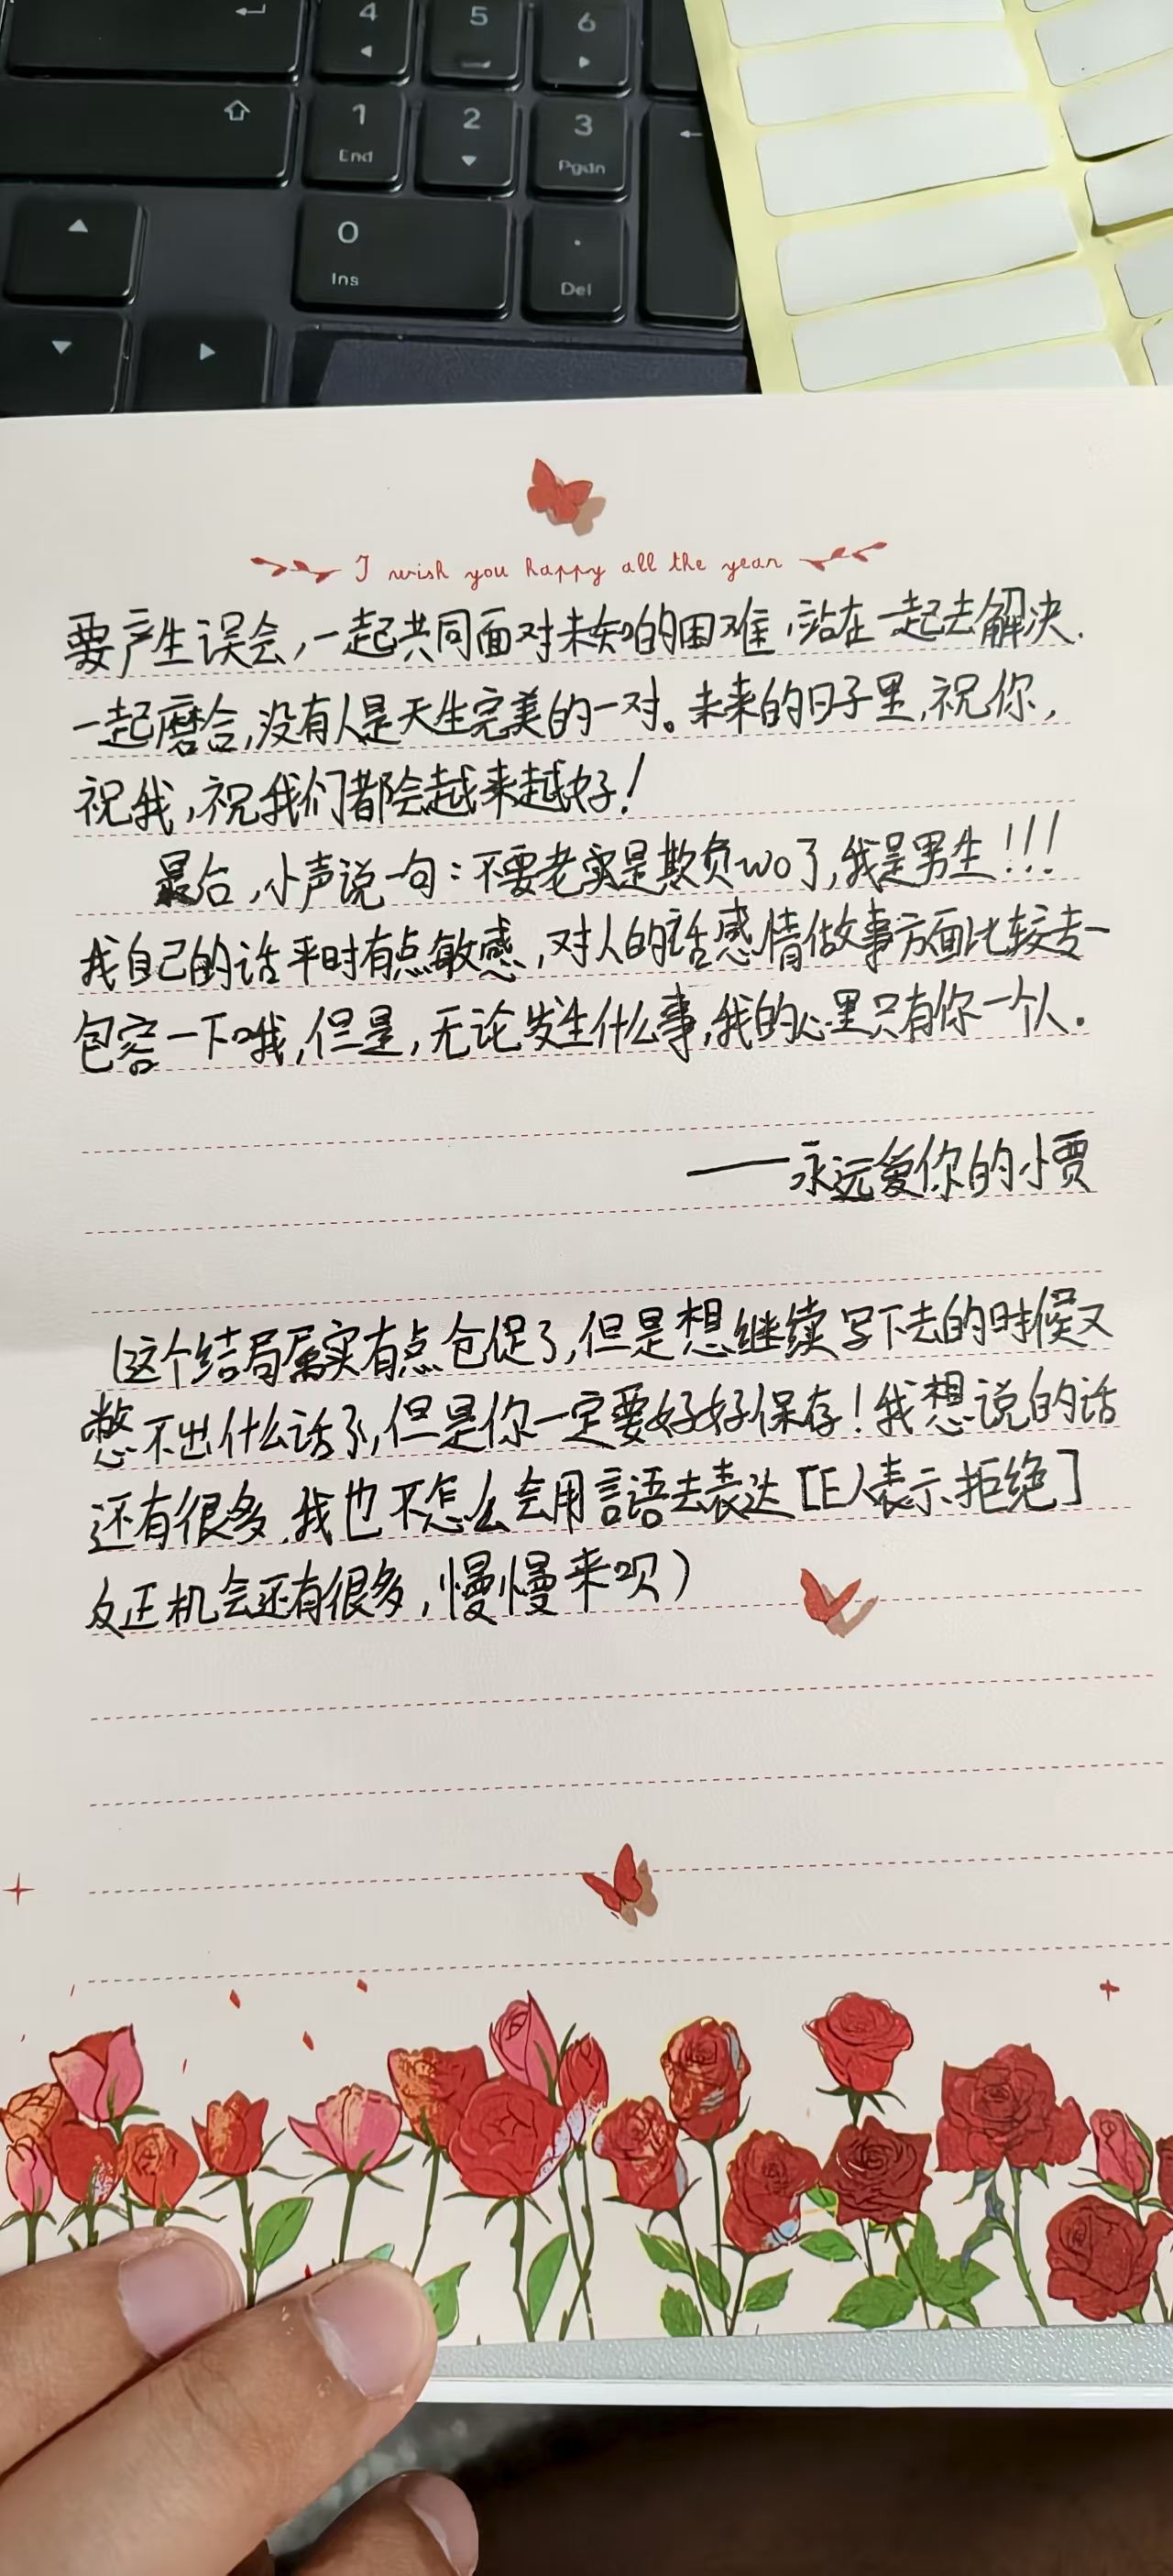 4
5
6
1
End
2
3
Pgdn
0
Ins
.
Del
I wish you happy all the year
要产生误会,一起共同面对未知的困难,站在一起去解决.
一起磨合,没有人是天生完美的一对。未来的日子里,祝你,
祝我,祝我们都会越来越好!
最后,小声说一句:不要老实是欺负wo了,我是男生!!!
我自己的话平时有点敏感,对人的话感情做事方面比较专一
包容一下哦,但是,无论发生什么事,我的心里只有你一个人.
——永远爱你的小贾
(这个结局属实有点仓促了,但是想继续写下去的时候又
憋不出什么话了,但是你一定要好好保存!我想说的话
还有很多.我也不怎么会用言語去表达[E人表示拒绝]
反正机会还有很多,慢慢来呗)